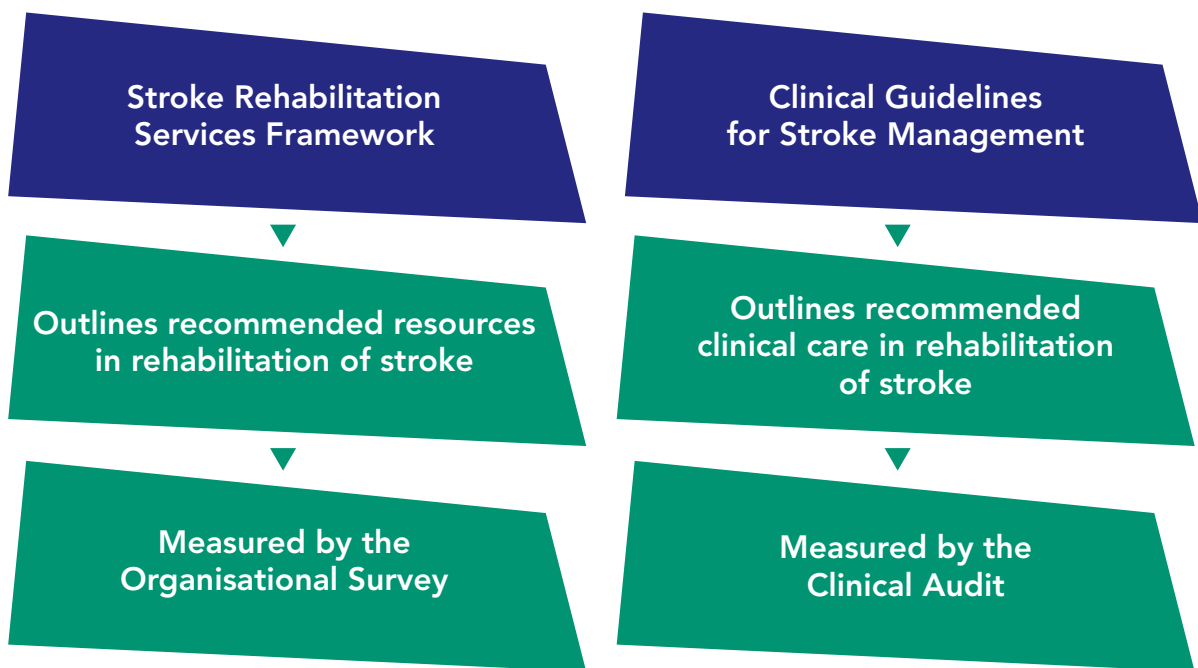 Stroke Rehabilitation
Services Framework
Outlines recommended resources
in rehabilitation of stroke
Measured by the
Organisational Survey
Clinical Guidelines
for Stroke Management
Outlines recommended
clinical care in rehabilitation
of stroke
Measured by the
Clinical Audit